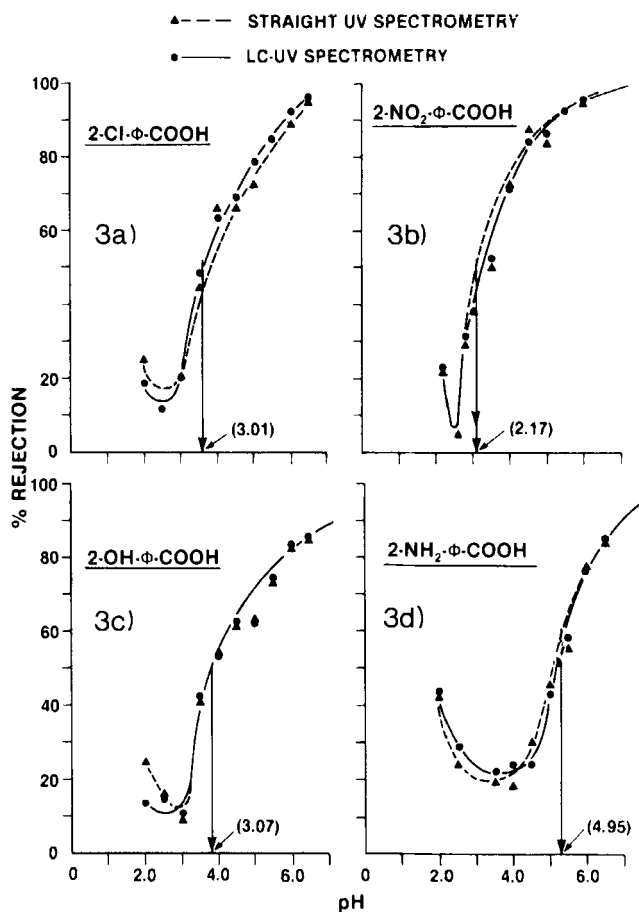 STRAIGHT UV SPECTROMETRY
LC-UV SPECTROMETRY
% REJECTION
100
80
60
40
20
0
2-Cl-Φ-COOH
3a)
(3.01)
2-NO₂-Φ-COOH
3b)
(2.17)
100
80
60
40
20
0
2-OH-Φ-COOH
3c)
(3.07)
2.0 4.0 6.0
2-NH₂-Φ-COOH
3d)
(4.95)
2.0 4.0 6.0
pH